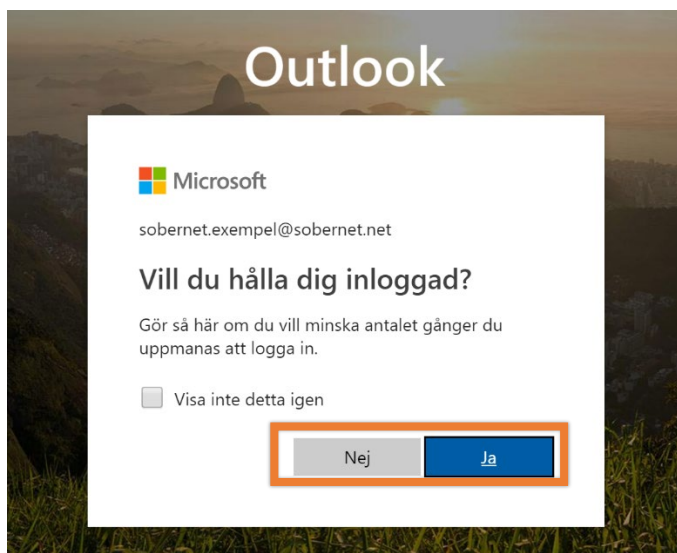 Outlook
Microsoft
sobernet.exempel@sobernet.net
Vill du hålla dig inloggad?
Gör så här om du vill minska antalet gånger du
uppmanas att logga in.
Visa inte detta igen
Nej Ja